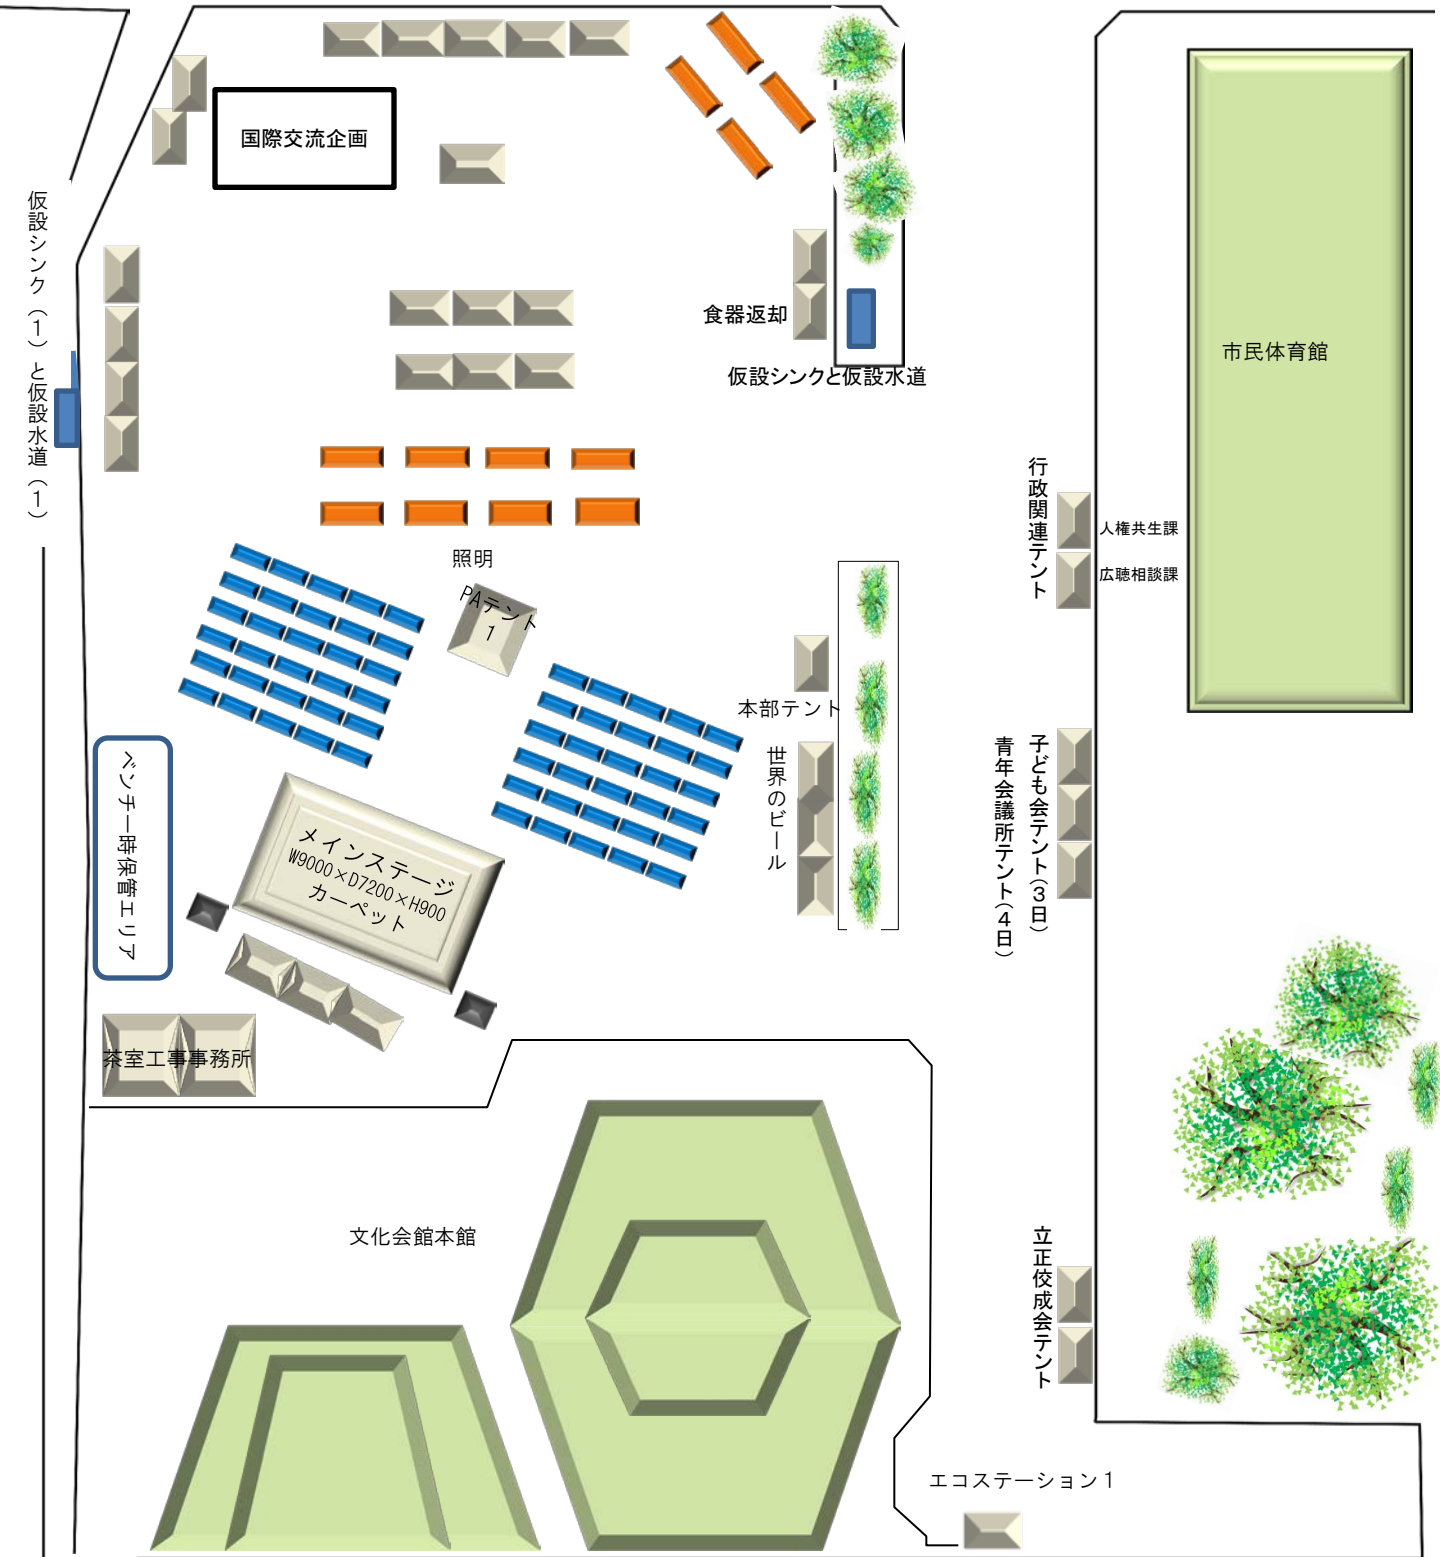 国際交流企画
仮設シンク（１）と仮設水道（１）
食器返却
仮設シンクと仮設水道
市民体育館
行政関連テント
人権共生課
広聴相談課
照明
PAテント
1
本部テント
世界のビール
子ども会テント（３日）
青年会議所テント（４日）
ベンチ一時保管エリア
メインステージ
W9000×D7200×H900
カーペット
茶室工事事務所
文化会館本館
立正佼成会テント
エコステーション１